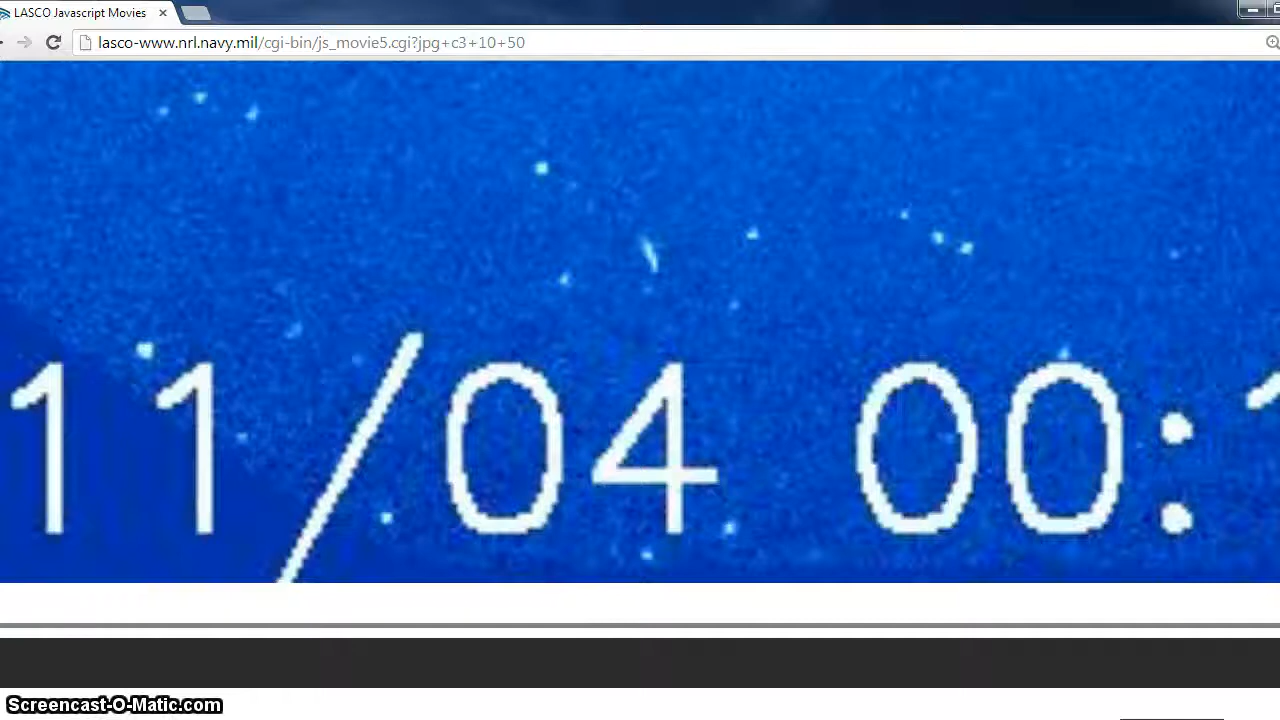 LASCO Javascript Movies
lasco-www.nrl.navy.mil/cgi-bin/js_movie5.cgi?jpg+c3+10+50
11/04 00:1
Screencast-O-Matic.com